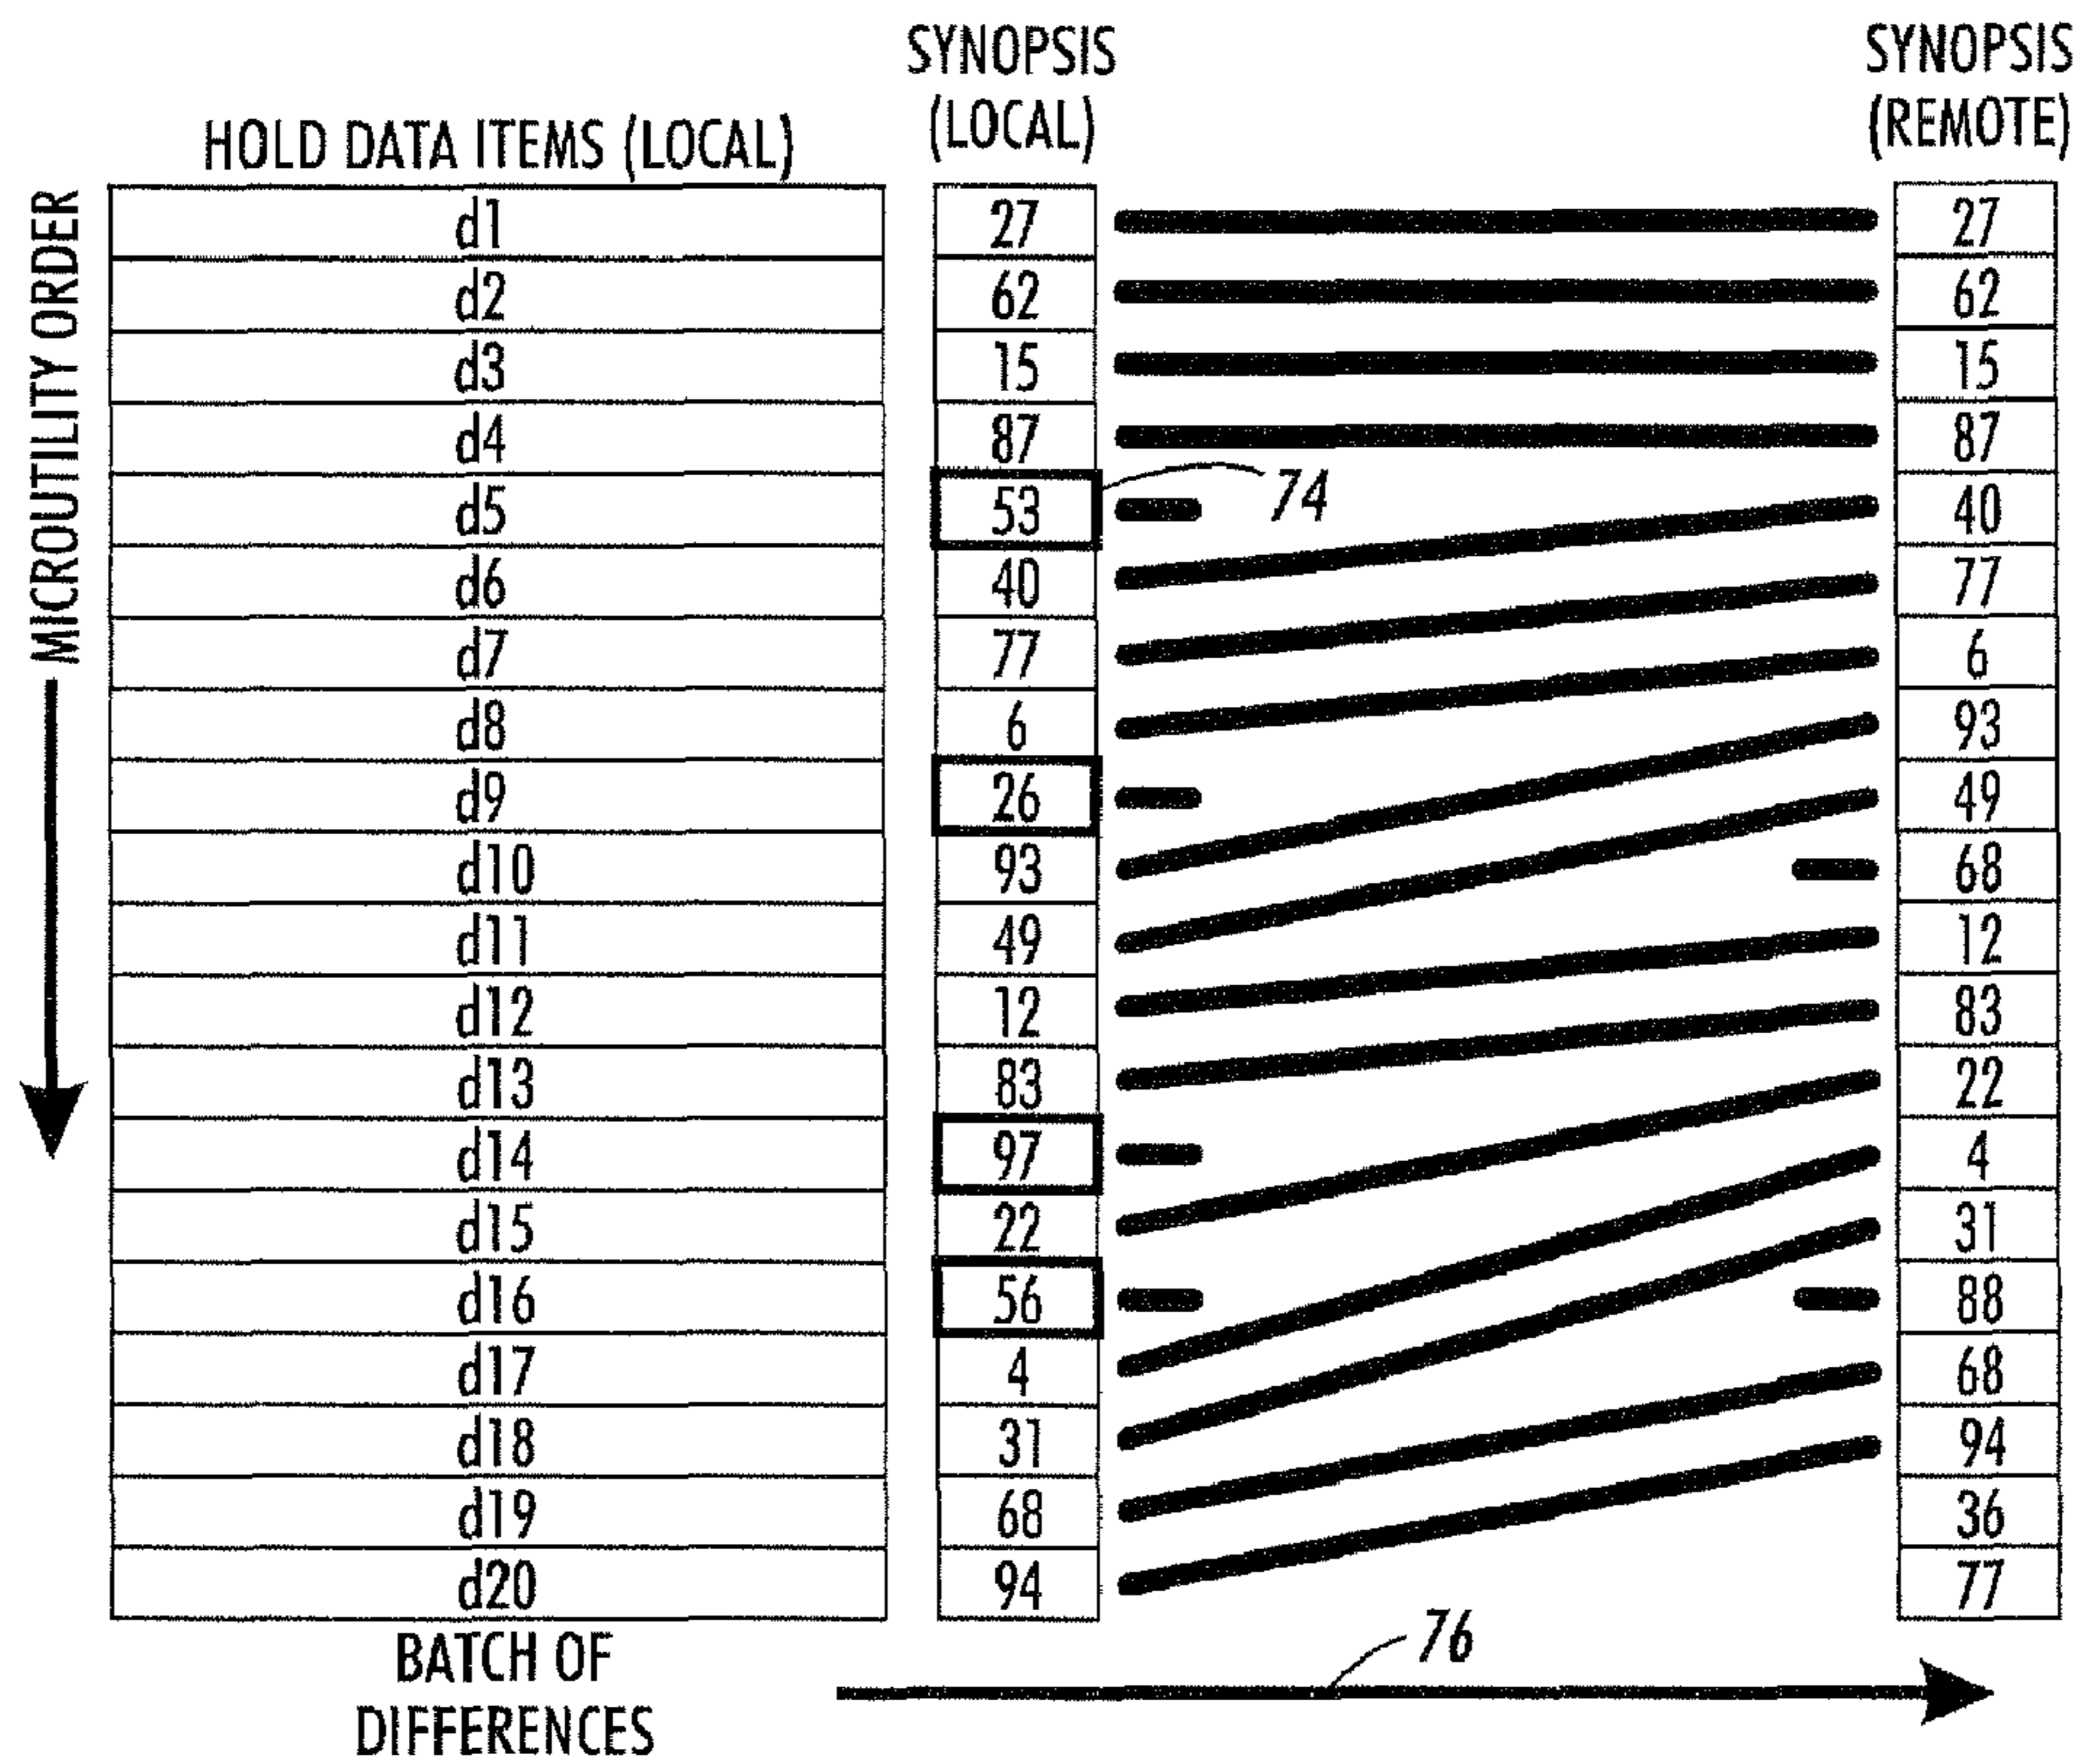 SYNOPSIS
(LOCAL)
SYNOPSIS
(REMOTE)
HOLD DATA ITEMS (LOCAL)
MICROUTILITY ORDER
d1 27 27
d2 62 62
d3 15 15
d4 87 87
d5 53 74 40
d6 40 77
d7 77 6
d8 6 93
d9 26 49
d10 93 68
d11 49 12
d12 12 83
d13 83 22
d14 97 4
d15 22 31
d16 56 88
d17 4 68
d18 31 94
d19 68 36
d20 94 77
BATCH OF
DIFFERENCES
76